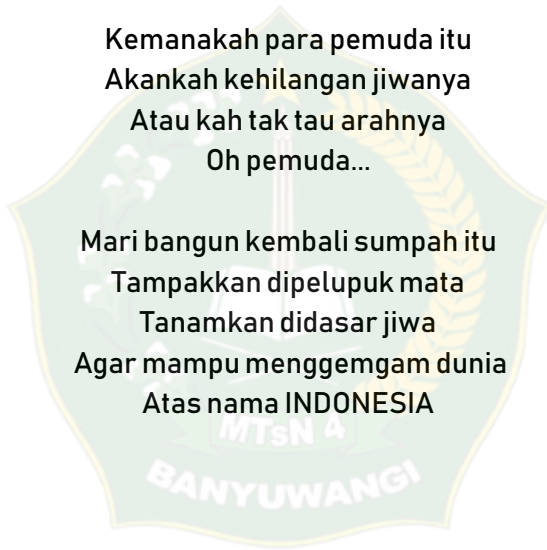 Kemanakah para pemuda itu
Akankah kehilangan jiwanya
Atau kah tak tau arahnya
Oh pemuda...
Mari bangun kembali sumpah itu
Tampakkan dipelupuk mata
Tanamkan didasar jiwa
Agar mampu menggemgam dunia
Atas nama INDONESIA
MTsN 4
BANYUWANGI